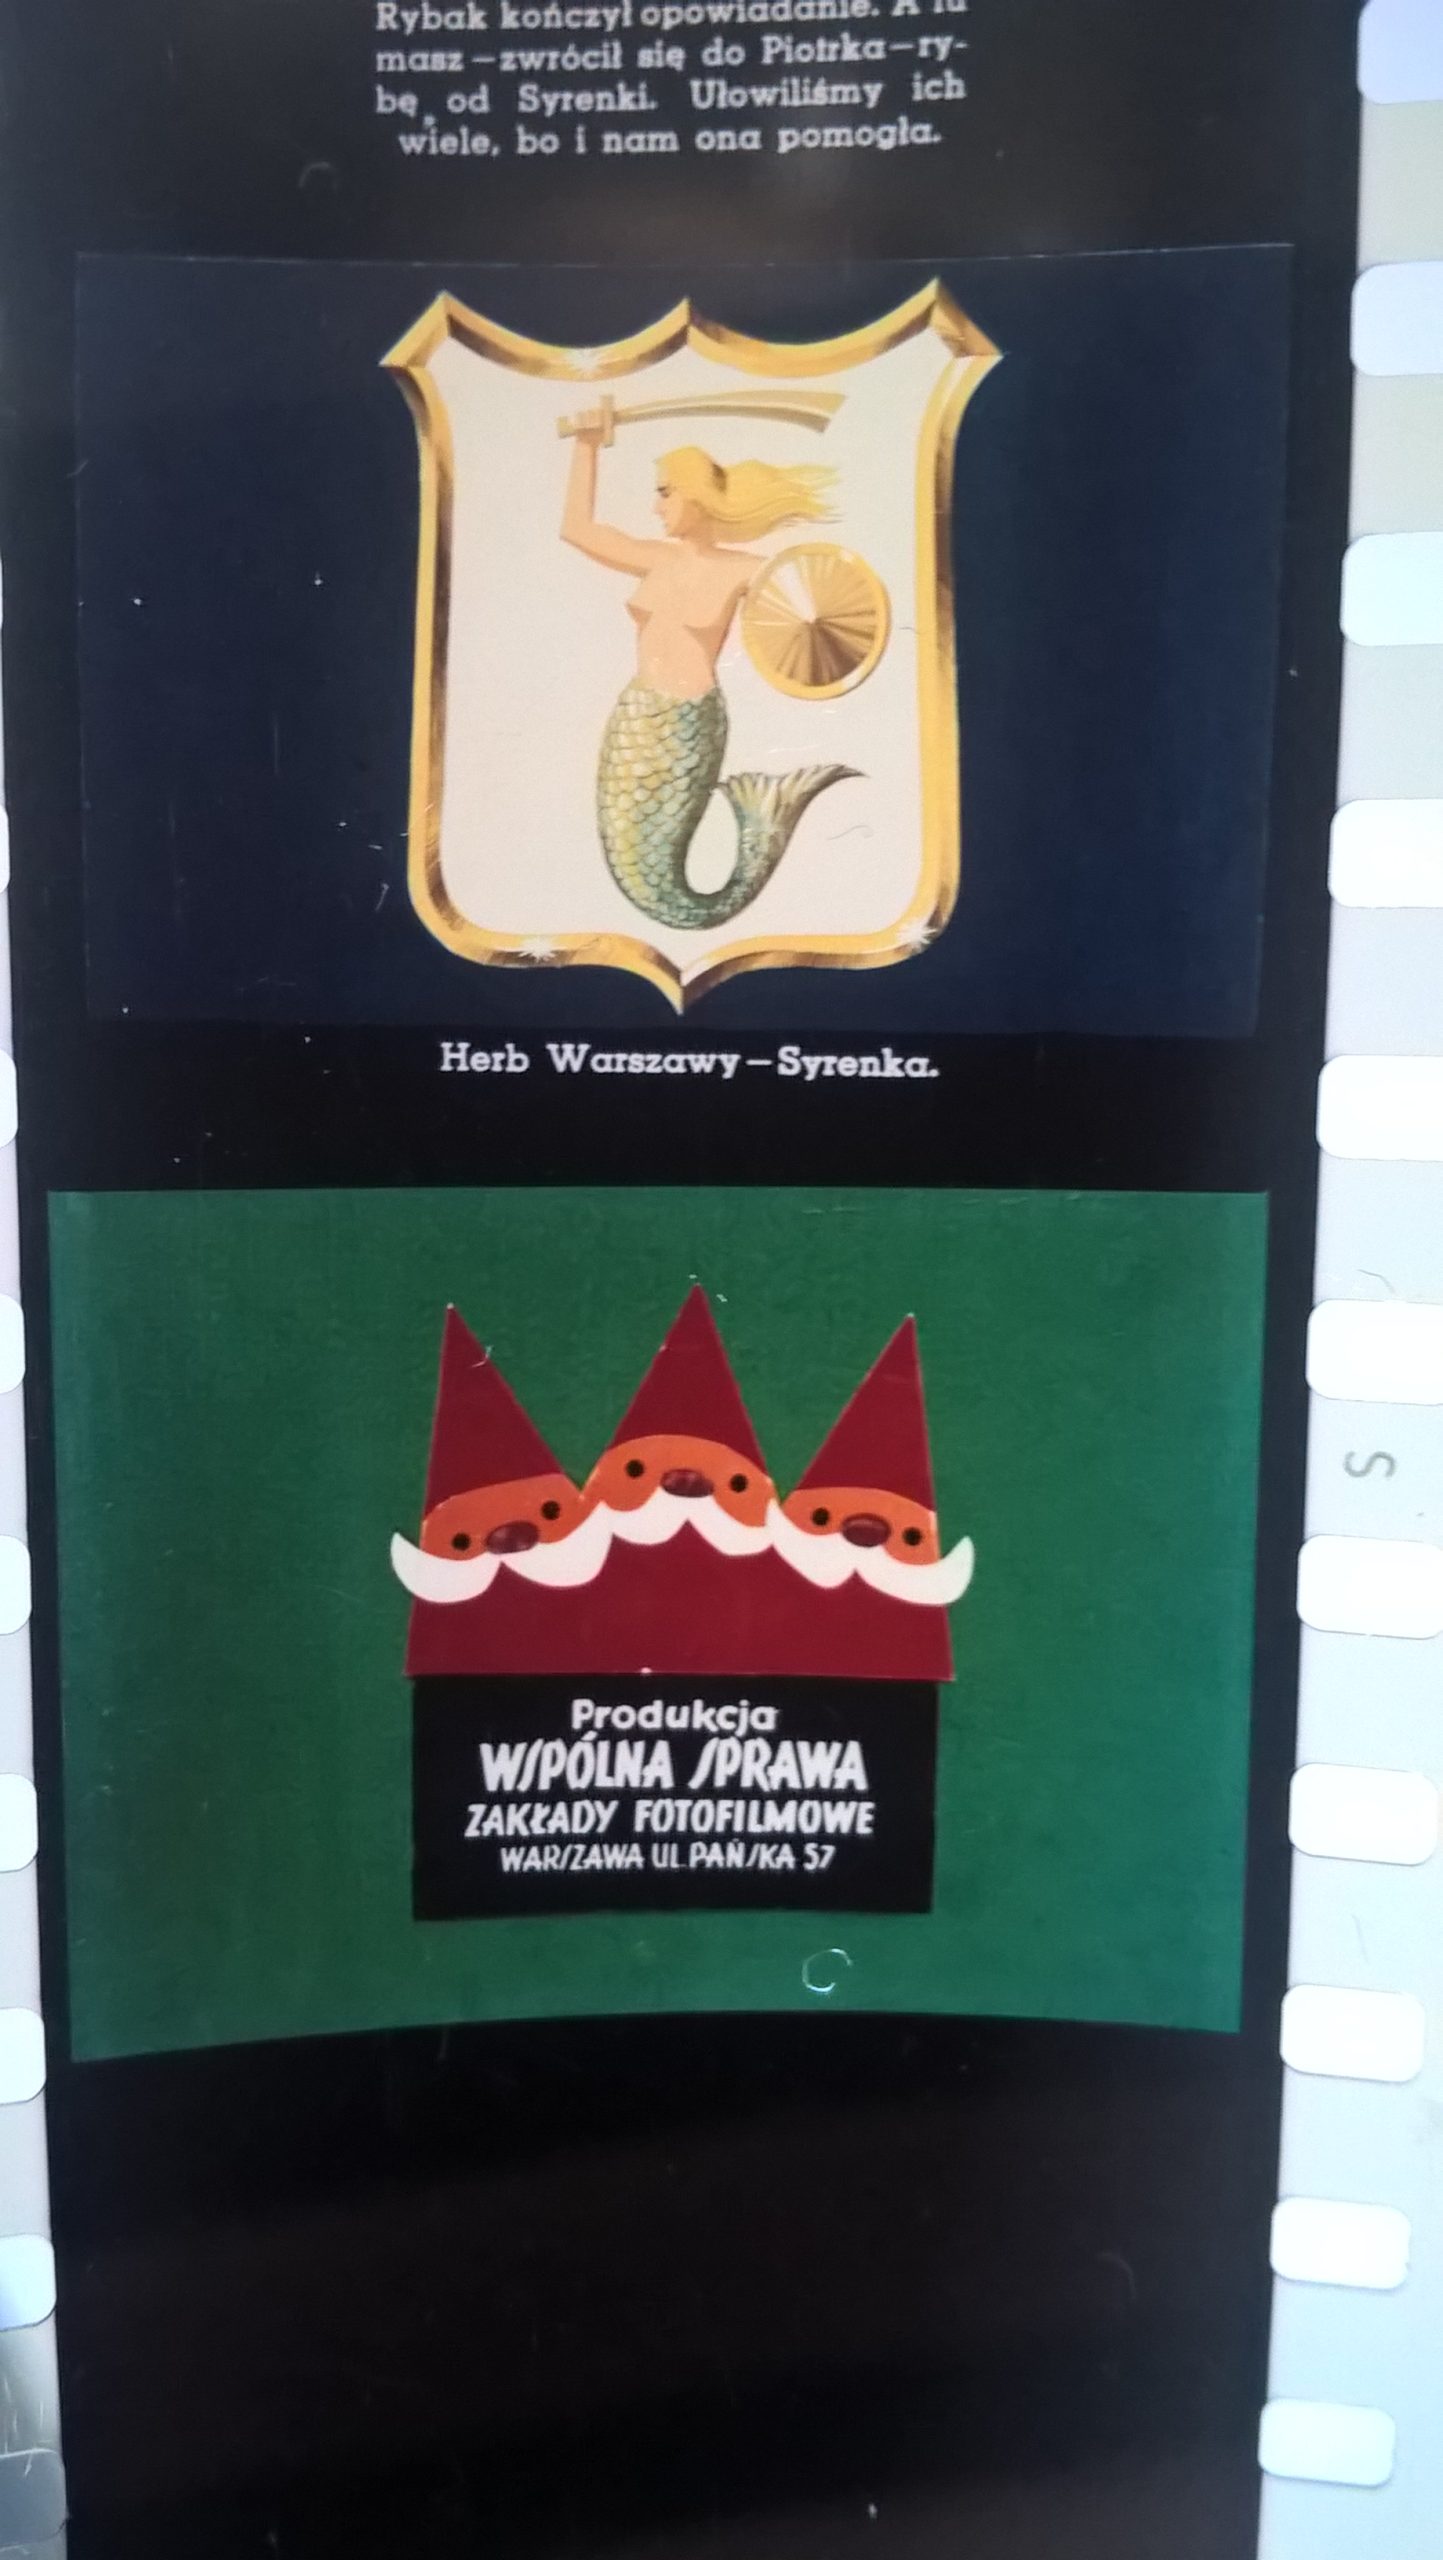 Rybak kończył opowiadanie. A tu
masz—zwrócił się do Piotrka—ry-
bę od Syrenki. Ułowiliśmy ich
wiele, bo i nam ona pomogła.
Herb Warszawy—Syrenka.
Produkcja
WSPÓLNA SPRAWA
ZAKŁADY FOTOFILMOWE
WARSZAWA UL. PAŃSKA 57
S